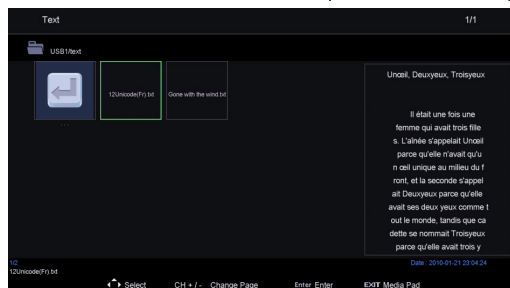 Text
1/1
USB1/text
12Unicode(Fr).txt
Gone with the wind.txt
...
Unœil, Deuxyeux, Troisyeux
Il était une fois une
femme qui avait trois fille
s. L'aînée s'appelait Unœil
parce qu'elle n'avait qu'u
n œil unique au milieu du f
ront, et la seconde s'appel
ait Deuxyeux parce qu'elle
avait ses deux yeux comme t
out le monde, tandis que ca
dette se nommait Troisyeux
parce qu'elle avait trois y
1/2
Date : 2010-01-21 23:04:24
12Unicode(Fr).txt
Select
CH + / - Change Page
Enter Enter
EXIT Media Pad